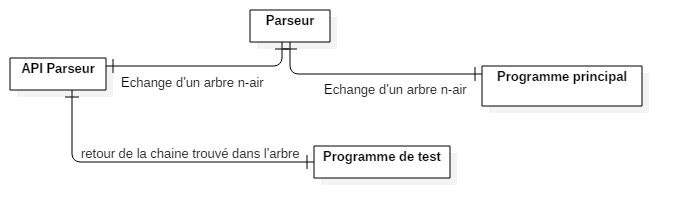 Parseur
API Parseur
Echange d'un arbre n-air
Programme principal
Echange d'un arbre n-air
retour de la chaine trouvé dans l'arbre
Programme de test